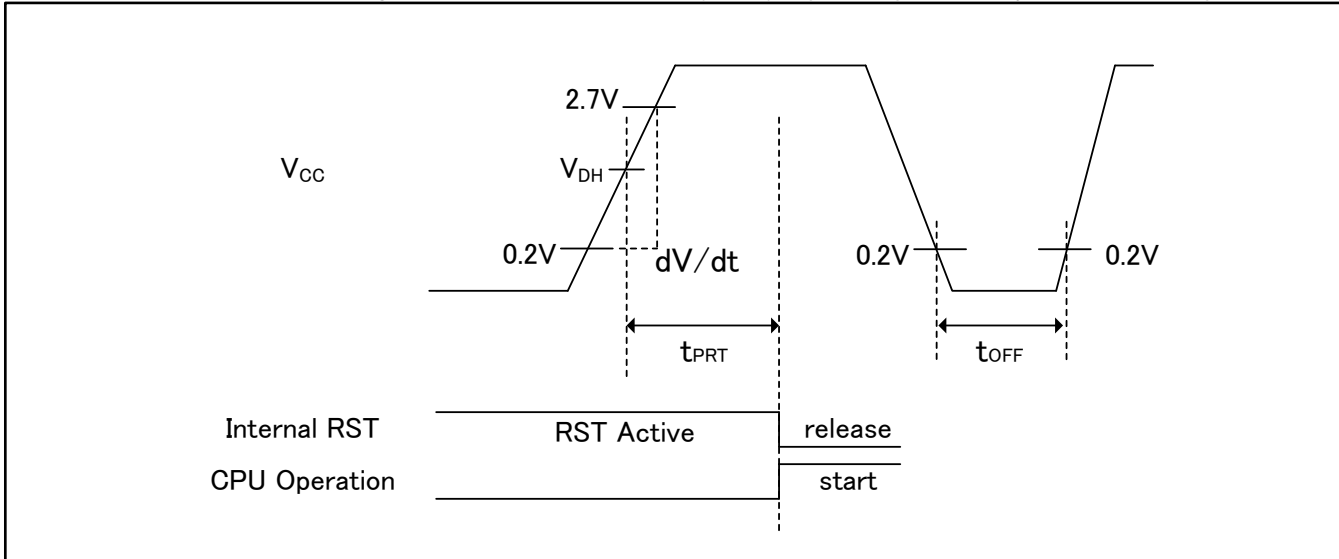 2.7V
VCC
VDH
0.2V
dV/dt
0.2V
0.2V
tPRT
tOFF
Internal RST
RST Active
release
CPU Operation
start